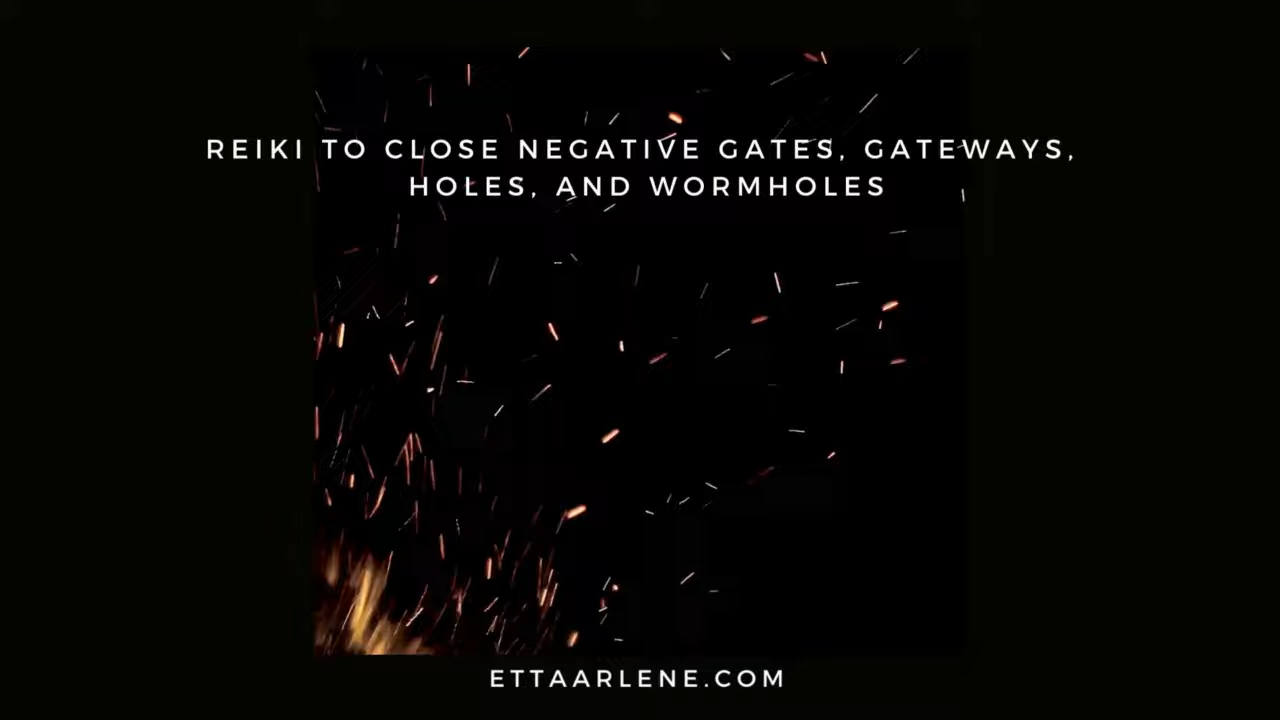 REIKI TO CLOSE NEGATIVE GATES, GATEWAYS,
HOLES, AND WORMHOLES
ETTAARLENE.COM